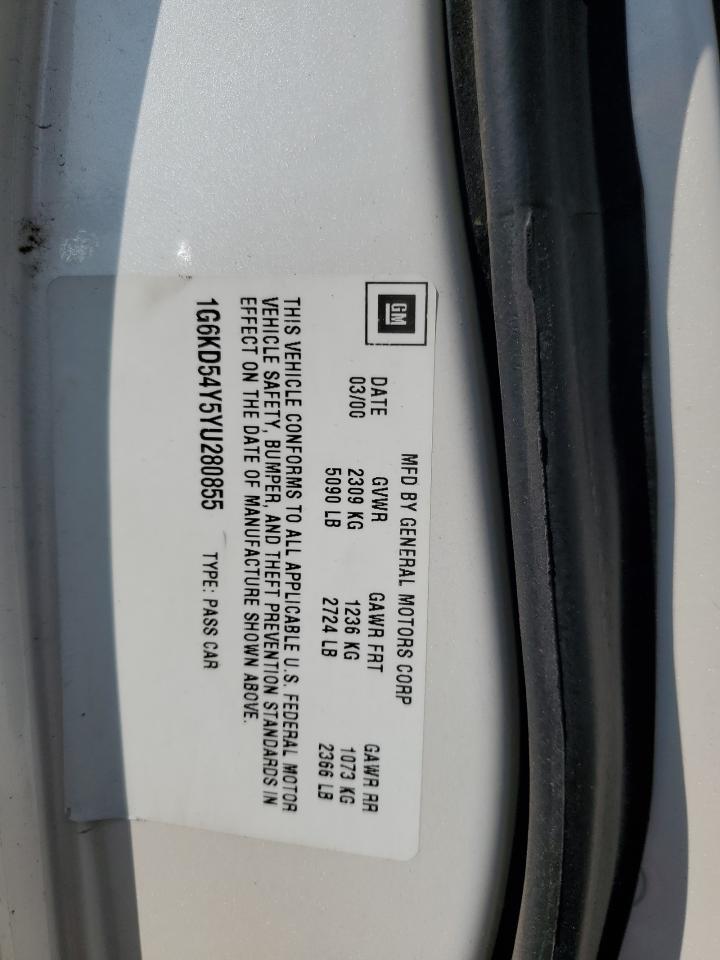 GM
MFD BY GENERAL MOTORS CORP
DATE GVWR GAWR FRT GAWR RR
03/00 2309 KG 1236 KG 1073 KG
5090 LB 2724 LB 2366 LB
THIS VEHICLE CONFORMS TO ALL APPLICABLE U.S. FEDERAL MOTOR
VEHICLE SAFETY, BUMPER, AND THEFT PREVENTION STANDARDS IN
EFFECT ON THE DATE OF MANUFACTURE SHOWN ABOVE.
1G6KD54Y5YU280855 TYPE: PASS CAR